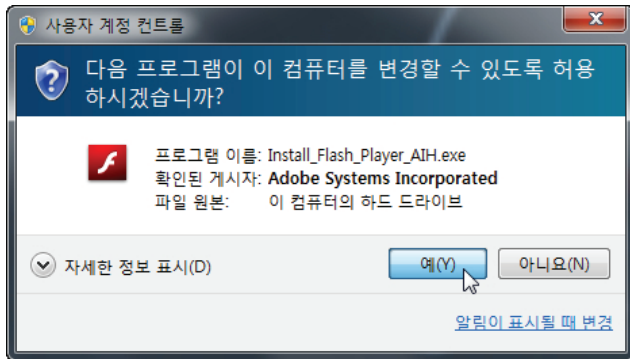 사용자 계정 컨트롤
다음 프로그램이 이 컴퓨터를 변경할 수 있도록 허용
하시겠습니까?
프로그램 이름: Install_Flash_Player_AIH.exe
확인된 게시자: Adobe Systems Incorporated
파일 원본: 이 컴퓨터의 하드 드라이브
자세한 정보 표시(D)
예(Y)
아니요(N)
알림이 표시될 때 변경